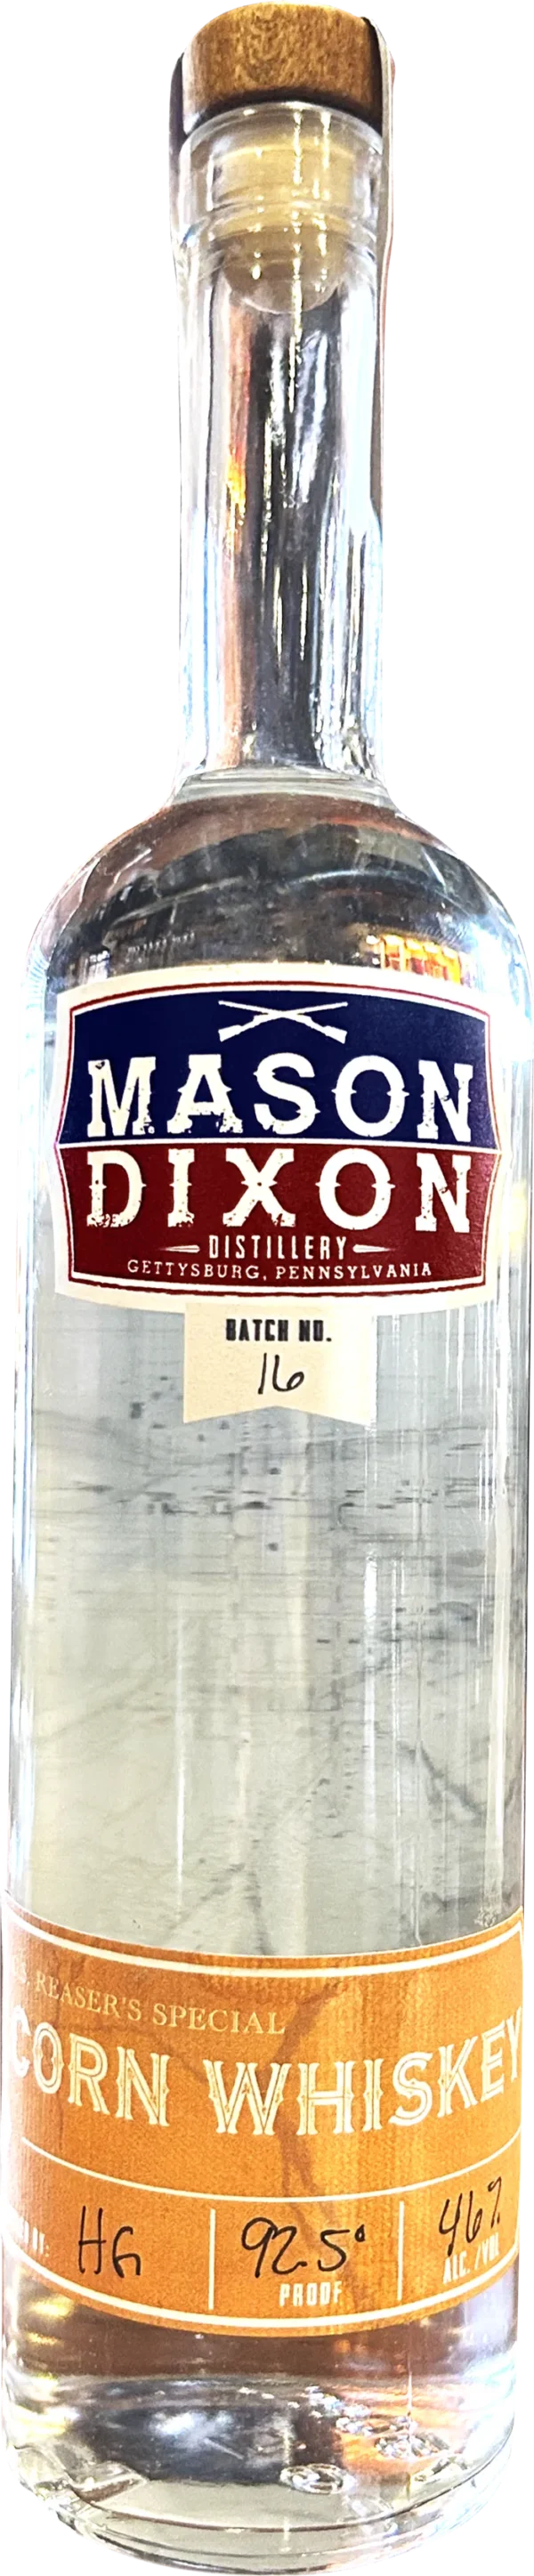 MASON
DIXON
DISTILLERY
GETTYSBURG, PENNSYLVANIA
BATCH NO.
16
REASER'S SPECIAL
CORN WHISKEY
HG
92.5°
PROOF
46%
ALC./VOL